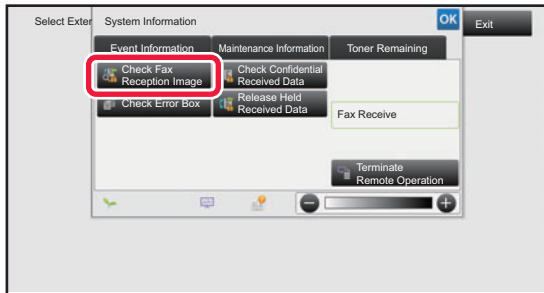 Select Exter
System Information
OK
Exit
Event Information
Maintenance Information
Toner Remaining
Check Fax
Reception Image
Check Confidential
Received Data
Check Error Box
Release Held
Received Data
Fax Receive
Terminate
Remote Operation